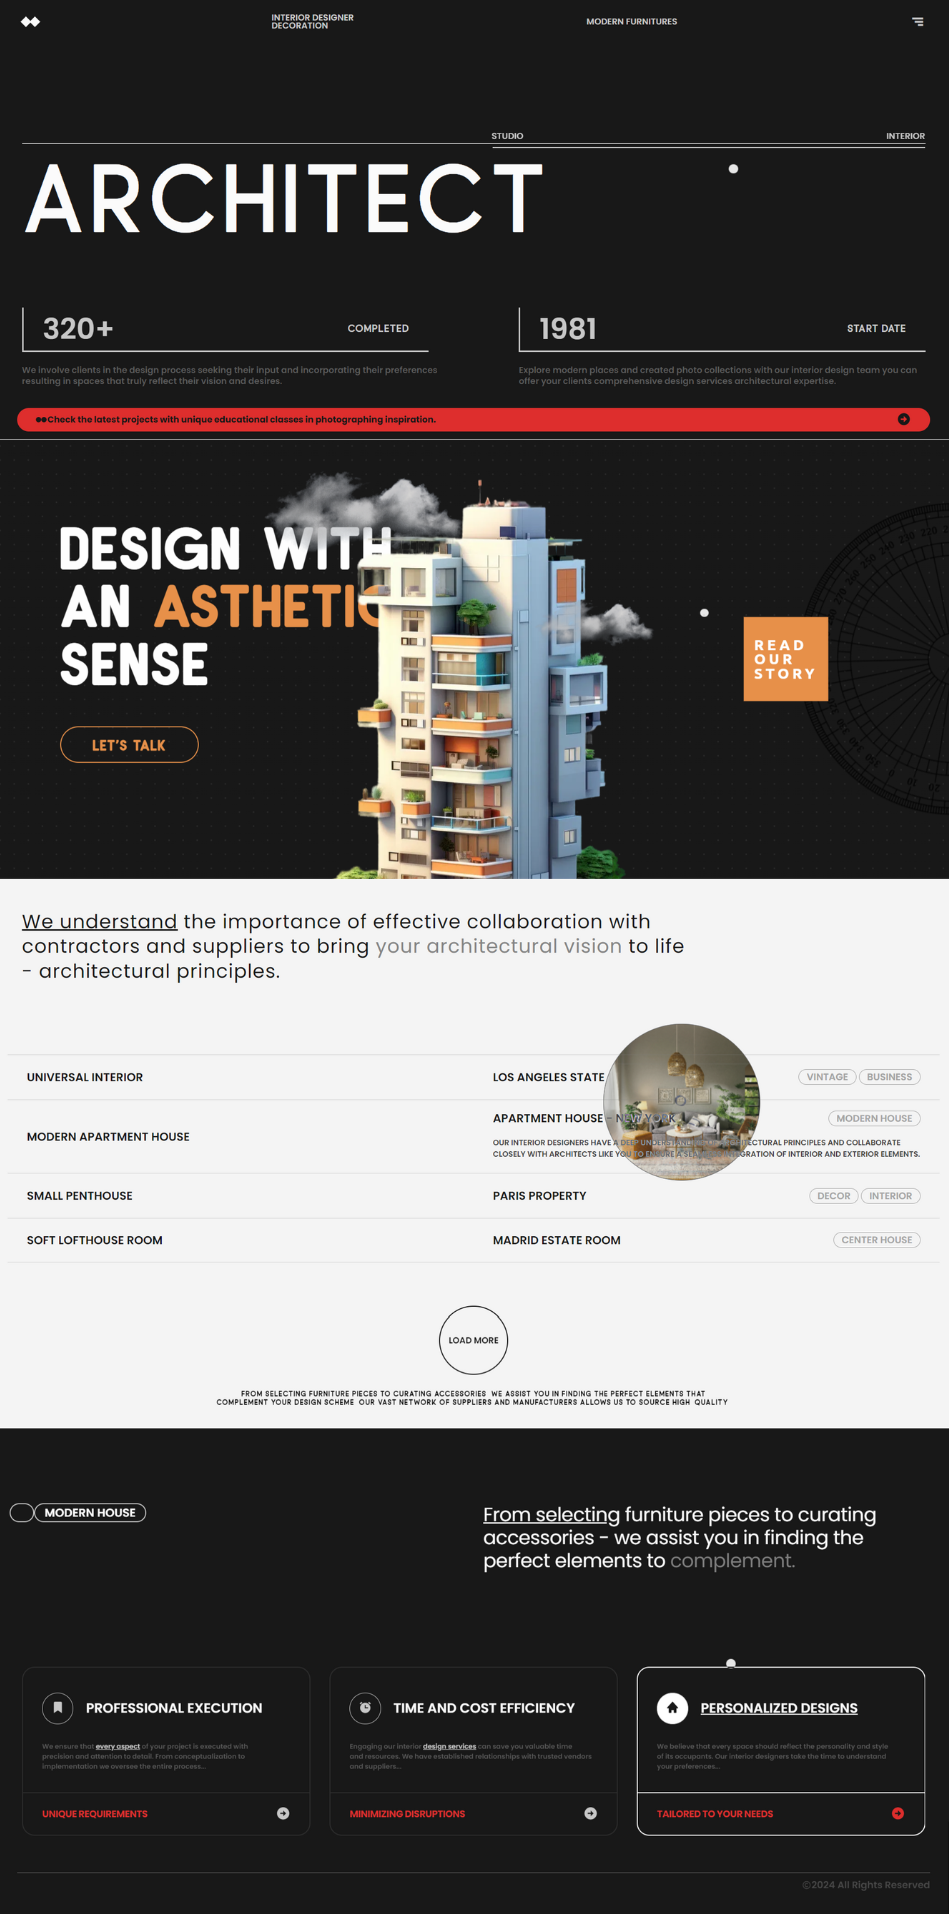 INTERIOR DESIGNER
DECORATION
MODERN FURNITURES
STUDIO
INTERIOR
ARCHITECT
320+
COMPLETED
1981
START DATE
We involve clients in the design process seeking their input and incorporating their preferences
resulting in spaces that truly reflect their vision and desires.
Explore modern places and created photo collections with our interior design team you can
offer your clients comprehensive design services architectural expertise.
Check the latest projects with unique educational classes in photographing inspiration.
DESIGN WITH
AN ASTHETIC
SENSE
LET'S TALK
READ
OUR
STORY
We understand the importance of effective collaboration with
contractors and suppliers to bring your architectural vision to life
- architectural principles.
UNIVERSAL INTERIOR
LOS ANGELES STATE
VINTAGE
BUSINESS
MODERN APARTMENT HOUSE
APARTMENT HOUSE - NEW YORK
MODERN HOUSE
OUR INTERIOR DESIGNERS HAVE A DEEP UNDERSTANDING OF ARCHITECTURAL PRINCIPLES AND COLLABORATE
CLOSELY WITH ARCHITECTS LIKE YOU TO ENSURE A SEAMLESS INTEGRATION OF INTERIOR AND EXTERIOR ELEMENTS.
SMALL PENTHOUSE
PARIS PROPERTY
DECOR
INTERIOR
SOFT LOFTHOUSE ROOM
MADRID ESTATE ROOM
CENTER HOUSE
LOAD MORE
FROM SELECTING FURNITURE PIECES TO CURATING ACCESSORIES WE ASSIST YOU IN FINDING THE PERFECT ELEMENTS THAT
COMPLEMENT YOUR DESIGN SCHEME OUR VAST NETWORK OF SUPPLIERS AND MANUFACTURERS ALLOWS US TO SOURCE HIGH QUALITY
MODERN HOUSE
From selecting furniture pieces to curating
accessories - we assist you in finding the
perfect elements to complement.
PROFESSIONAL EXECUTION
We ensure that every aspect of your project is executed with
precision and attention to detail. From conceptualization to
implementation we oversee the entire process...
UNIQUE REQUIREMENTS
TIME AND COST EFFICIENCY
Engaging our interior design services can save you valuable time
and resources. We have established relationships with trusted vendors
and suppliers...
MINIMIZING DISRUPTIONS
PERSONALIZED DESIGNS
We believe that every space should reflect the personality and style
of its occupants. Our interior designers take the time to understand
your preferences...
TAILORED TO YOUR NEEDS
©2024 All Rights Reserved